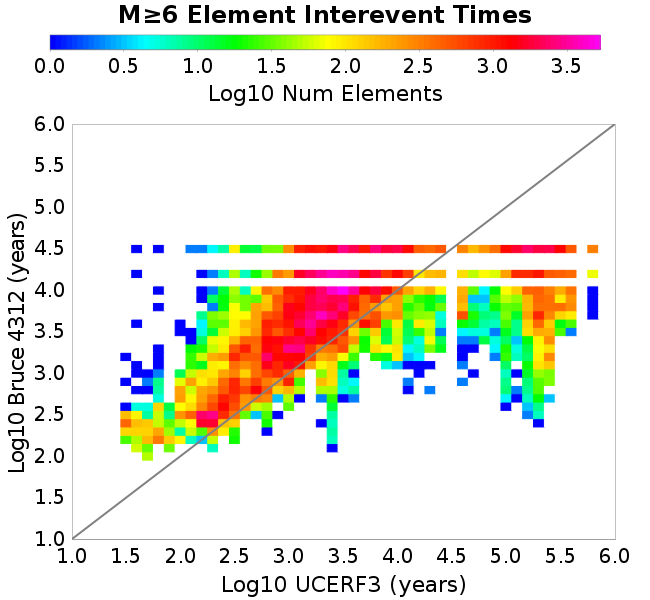 M≥6 Element Interevent Times
0.0 0.5 1.0 1.5 2.0 2.5 3.0 3.5
Log10 Num Elements
6.0
5.5
5.0
4.5
4.0
3.5
3.0
2.5
2.0
1.5
1.0
Log10 Bruce 4312 (years)
1.0 1.5 2.0 2.5 3.0 3.5 4.0 4.5 5.0 5.5 6.0
Log10 UCERF3 (years)